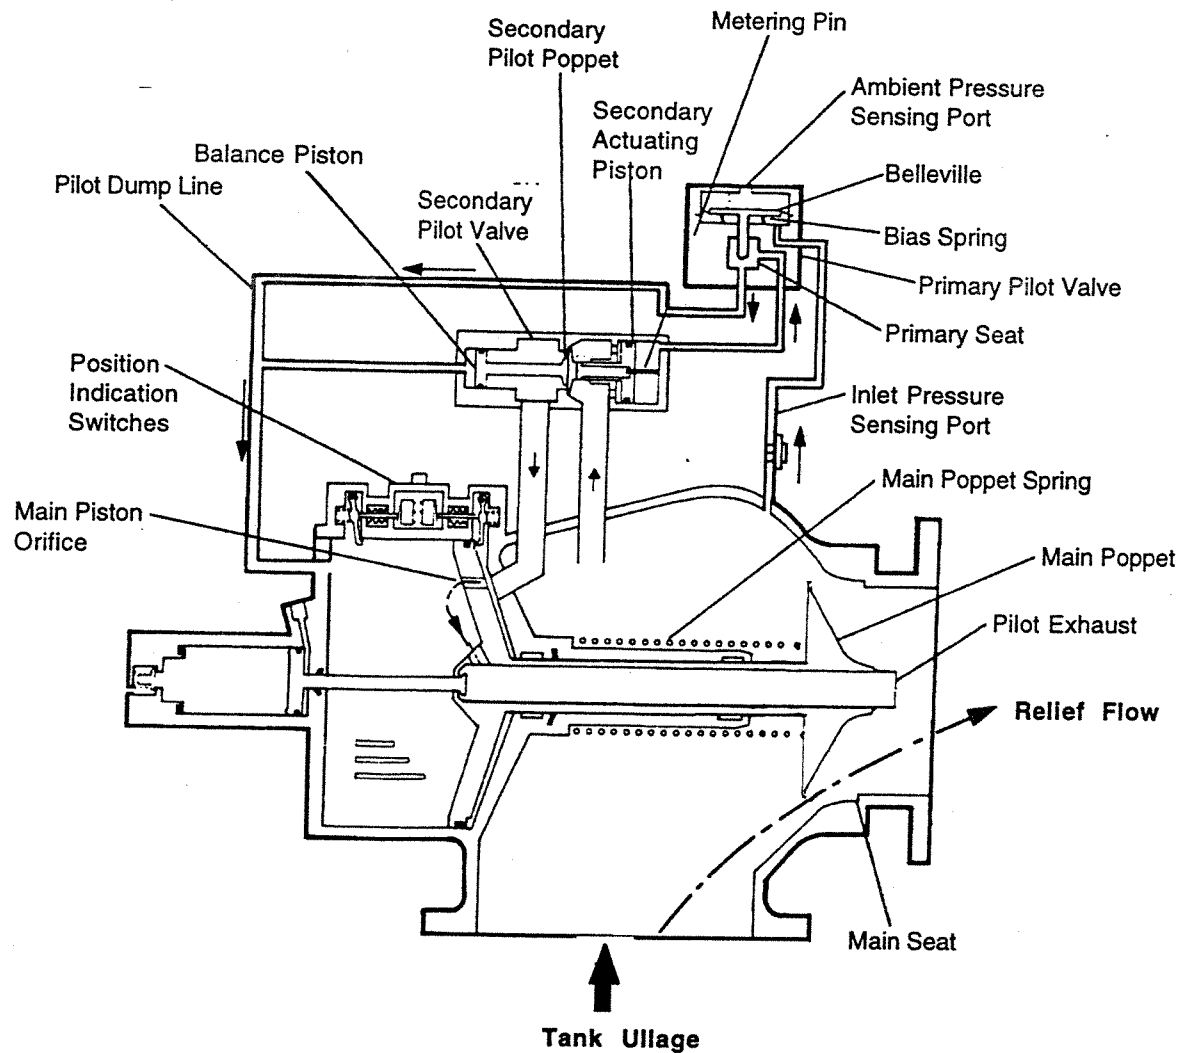 Metering Pin
Secondary
Pilot Poppet
Ambient Pressure
Sensing Port
Secondary
Actuating
Piston
Balance Piston
Belleville
Pilot Dump Line
Secondary
Pilot Valve
Bias Spring
Primary Pilot Valve
Primary Seat
Position
Indication
Switches
Inlet Pressure
Sensing Port
Main Poppet Spring
Main Piston
Orifice
Main Poppet
Pilot Exhaust
Relief Flow
Main Seat
Tank Ullage